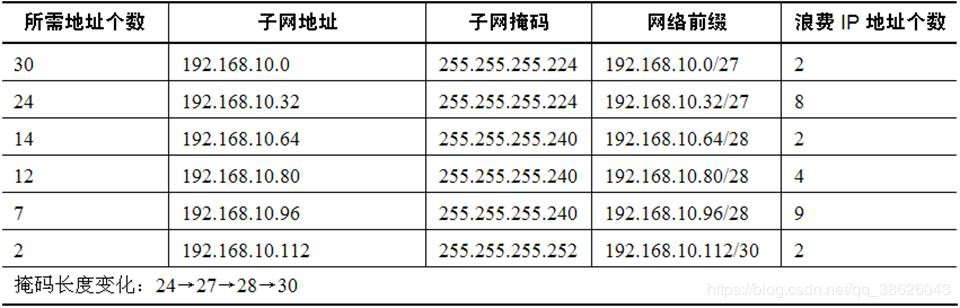 所需地址个数 子网地址 子网掩码 网络前缀 浪费 IP 地址个数
30 192.168.10.0 255.255.255.224 192.168.10.0/27 2
24 192.168.10.32 255.255.255.224 192.168.10.32/27 8
14 192.168.10.64 255.255.255.240 192.168.10.64/28 2
12 192.168.10.80 255.255.255.240 192.168.10.80/28 4
7 192.168.10.96 255.255.255.240 192.168.10.96/28 9
2 192.168.10.112 255.255.255.252 192.168.10.112/30 2
掩码长度变化：24→27→28→30
https://blog.csdn.net/qq_38626043